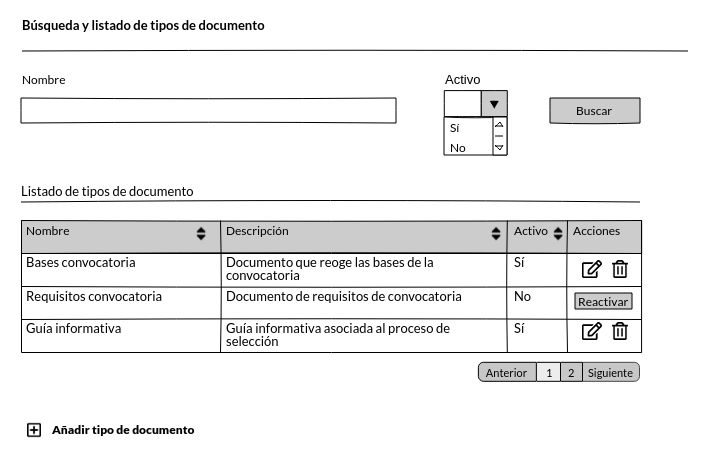 Búsqueda y listado de tipos de documento
Nombre
Activo
Buscar
Sí
No
Listado de tipos de documento
Nombre Descripción Activo Acciones
Bases convocatoria Documento que reoge las bases de la Sí
convocatoria
Requisitos convocatoria Documento de requisitos de convocatoria No Reactivar
Guía informativa Guía informativa asociada al proceso de Sí
selección
Anterior 1 2 Siguiente
Añadir tipo de documento